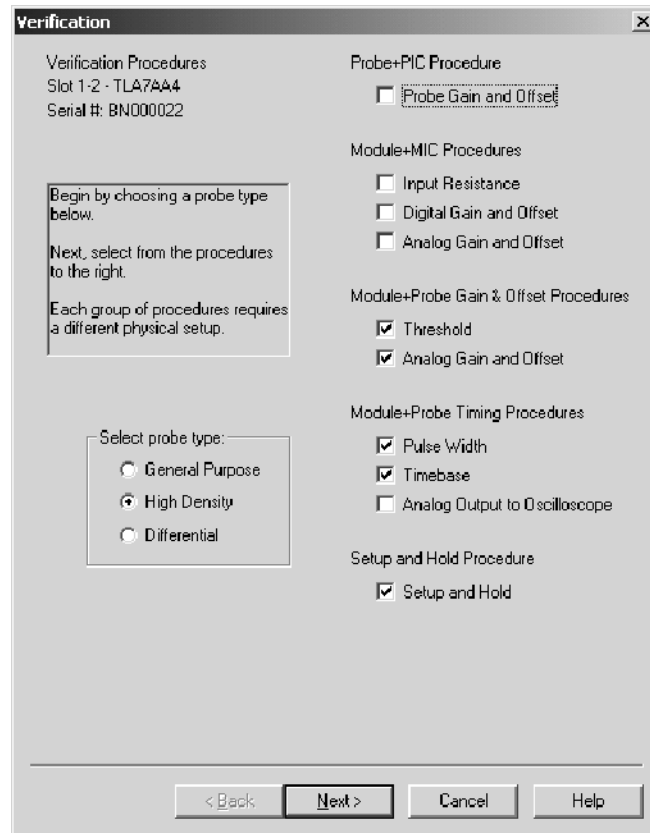 Verification
Verification Procedures
Slot 1-2 - TLA7AA4
Serial #: BN000022
Begin by choosing a probe type
below.
Next, select from the procedures
to the right.
Each group of procedures requires
a different physical setup.
Select probe type:
General Purpose
High Density
Differential
Probe+PIC Procedure
Probe Gain and Offset
Module+MIC Procedures
Input Resistance
Digital Gain and Offset
Analog Gain and Offset
Module+Probe Gain & Offset Procedures
Threshold
Analog Gain and Offset
Module+Probe Timing Procedures
Pulse Width
Timebase
Analog Output to Oscilloscope
Setup and Hold Procedure
Setup and Hold
< Back
Next >
Cancel
Help